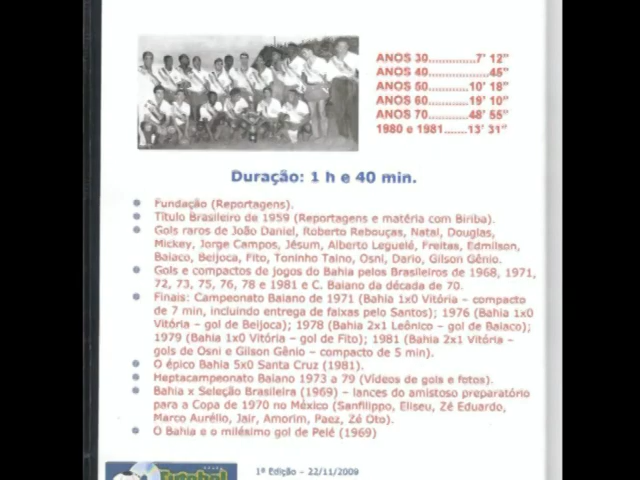 ANOS 30..............7' 12"
ANOS 40..................45"
ANOS 50............10' 18"
ANOS 60............19' 10"
ANOS 70............48' 55"
1980 e 1981.......13' 31"
Duração: 1 h e 40 min.
Fundação (Reportagens).
Título Brasileiro de 1959 (Reportagens e matéria com Biriba).
Gols raros de João Daniel, Roberto Rebouças, Natal, Douglas,
Mickey, Jorge Campos, Jésum, Alberto Leguelé, Freitas, Edmilson,
Baiaco, Beijoca, Fito, Toninho Taino, Osni, Dario, Gilson Gênio.
Gols e compactos de jogos do Bahia pelos Brasileiros de 1968, 1971,
72, 73, 75, 76, 78 e 1981 e C. Baiano da década de 70.
Finais: Campeonato Baiano de 1971 (Bahia 1x0 Vitória – compacto
de 7 min, incluindo entrega de faixas pelo Santos); 1976 (Bahia 1x0
Vitória – gol de Beijoca); 1978 (Bahia 2x1 Leônico – gol de Baiaco);
1979 (Bahia 1x0 Vitória – gol de Fito); 1981 (Bahia 2x1 Vitória –
gols de Osni e Gilson Gênio – compacto de 5 min).
O épico Bahia 5x0 Santa Cruz (1981).
Heptacampeonato Baiano 1973 a 79 (Vídeos de gols e fotos).
Bahia x Seleção Brasileira (1969) – lances do amistoso preparatório
para a Copa de 1970 no México (Sanfilippo, Eliseu, Zé Eduardo,
Marco Aurélio, Jair, Amorim, Paez, Zé Oto).
O Bahia e o milésimo gol de Pelé (1969)
Futebol
1ª Edição – 22/11/2009